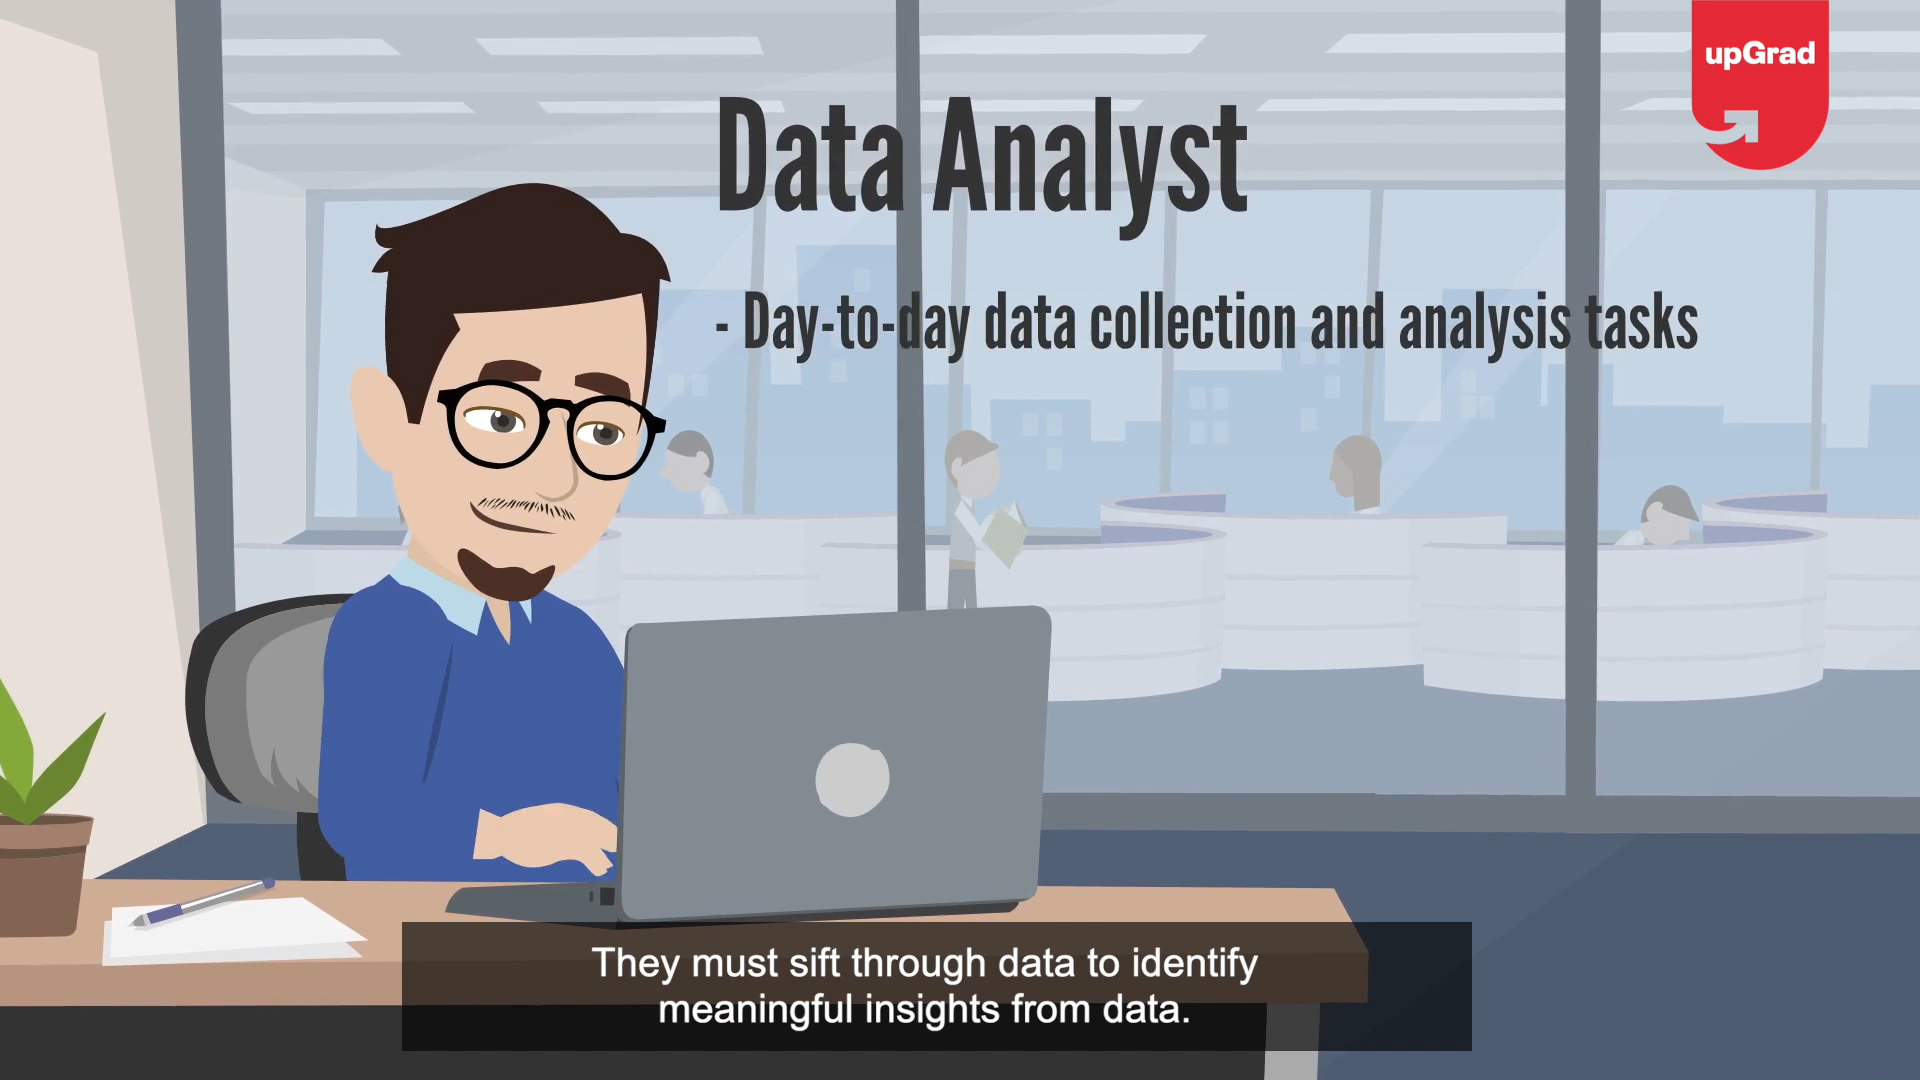 upGrad
Data Analyst
- Day-to-day data collection and analysis tasks
They must sift through data to identify
meaningful insights from data.